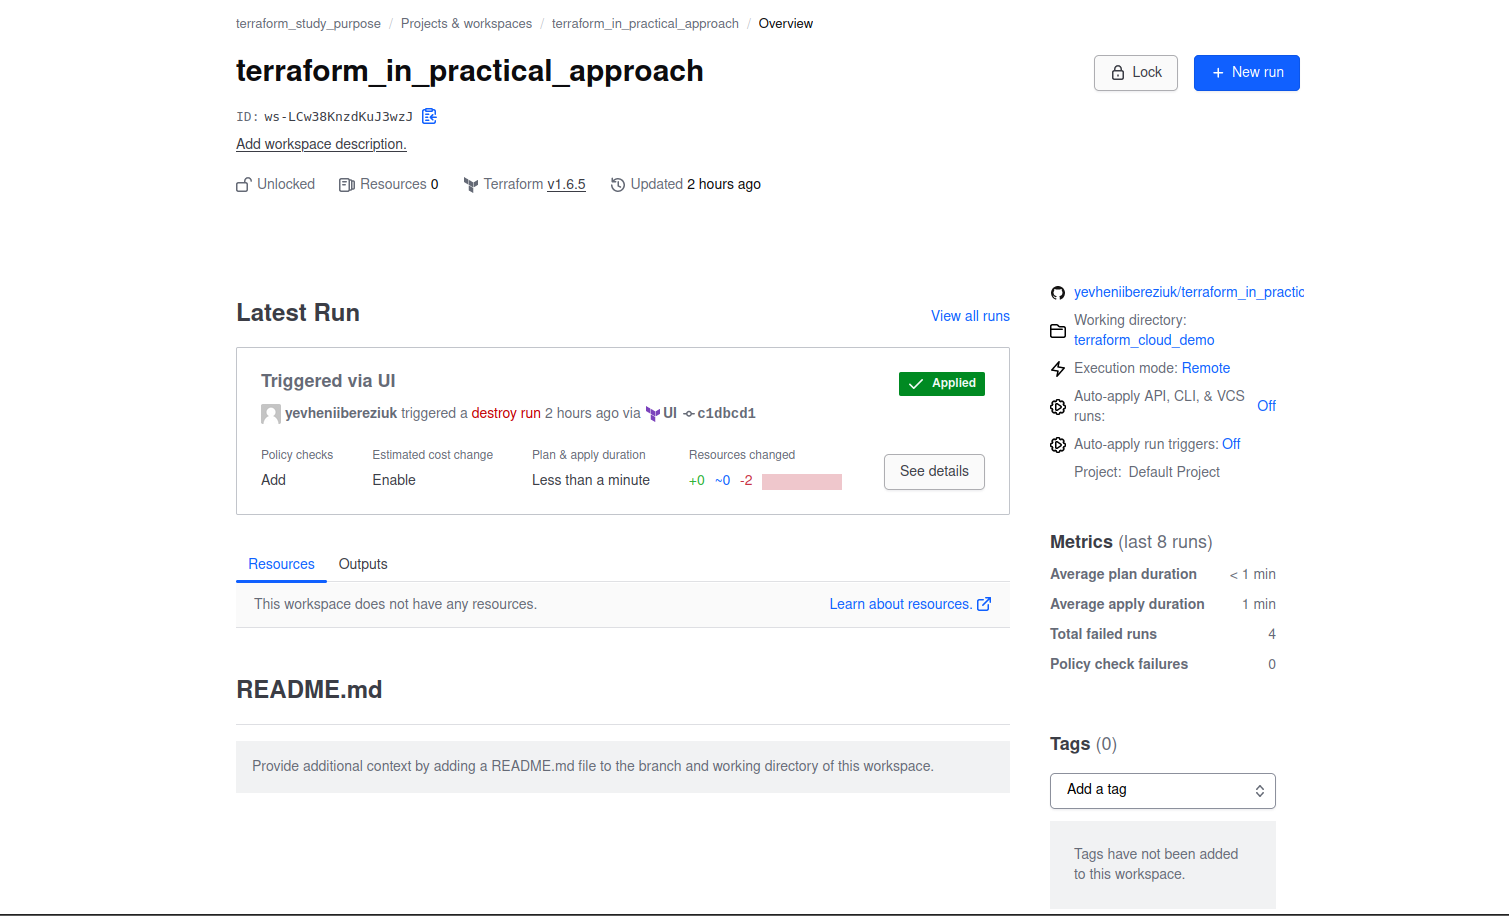 terraform_study_purpose / Projects & workspaces / terraform_in_practical_approach / Overview
terraform_in_practical_approach
Lock
+ New run
ID: ws-LCw38KnzdKuJ3wzJ
Add workspace description.
Unlocked Resources 0 Terraform v1.6.5 Updated 2 hours ago
Latest Run
View all runs
Triggered via UI
Applied
yevheniibereziuk triggered a destroy run 2 hours ago via UI c1dbcd1
Policy checks Estimated cost change Plan & apply duration Resources changed
Add Enable Less than a minute +0 ~0 -2
See details
Resources Outputs
This workspace does not have any resources. Learn about resources.
README.md
Provide additional context by adding a README.md file to the branch and working directory of this workspace.
yevheniibereziuk/terraform_in_practic
Working directory:
terraform_cloud_demo
Execution mode: Remote
Auto-apply API, CLI, & VCS
runs:
Off
Auto-apply run triggers: Off
Project: Default Project
Metrics (last 8 runs)
Average plan duration < 1 min
Average apply duration 1 min
Total failed runs 4
Policy check failures 0
Tags (0)
Add a tag
Tags have not been added
to this workspace.